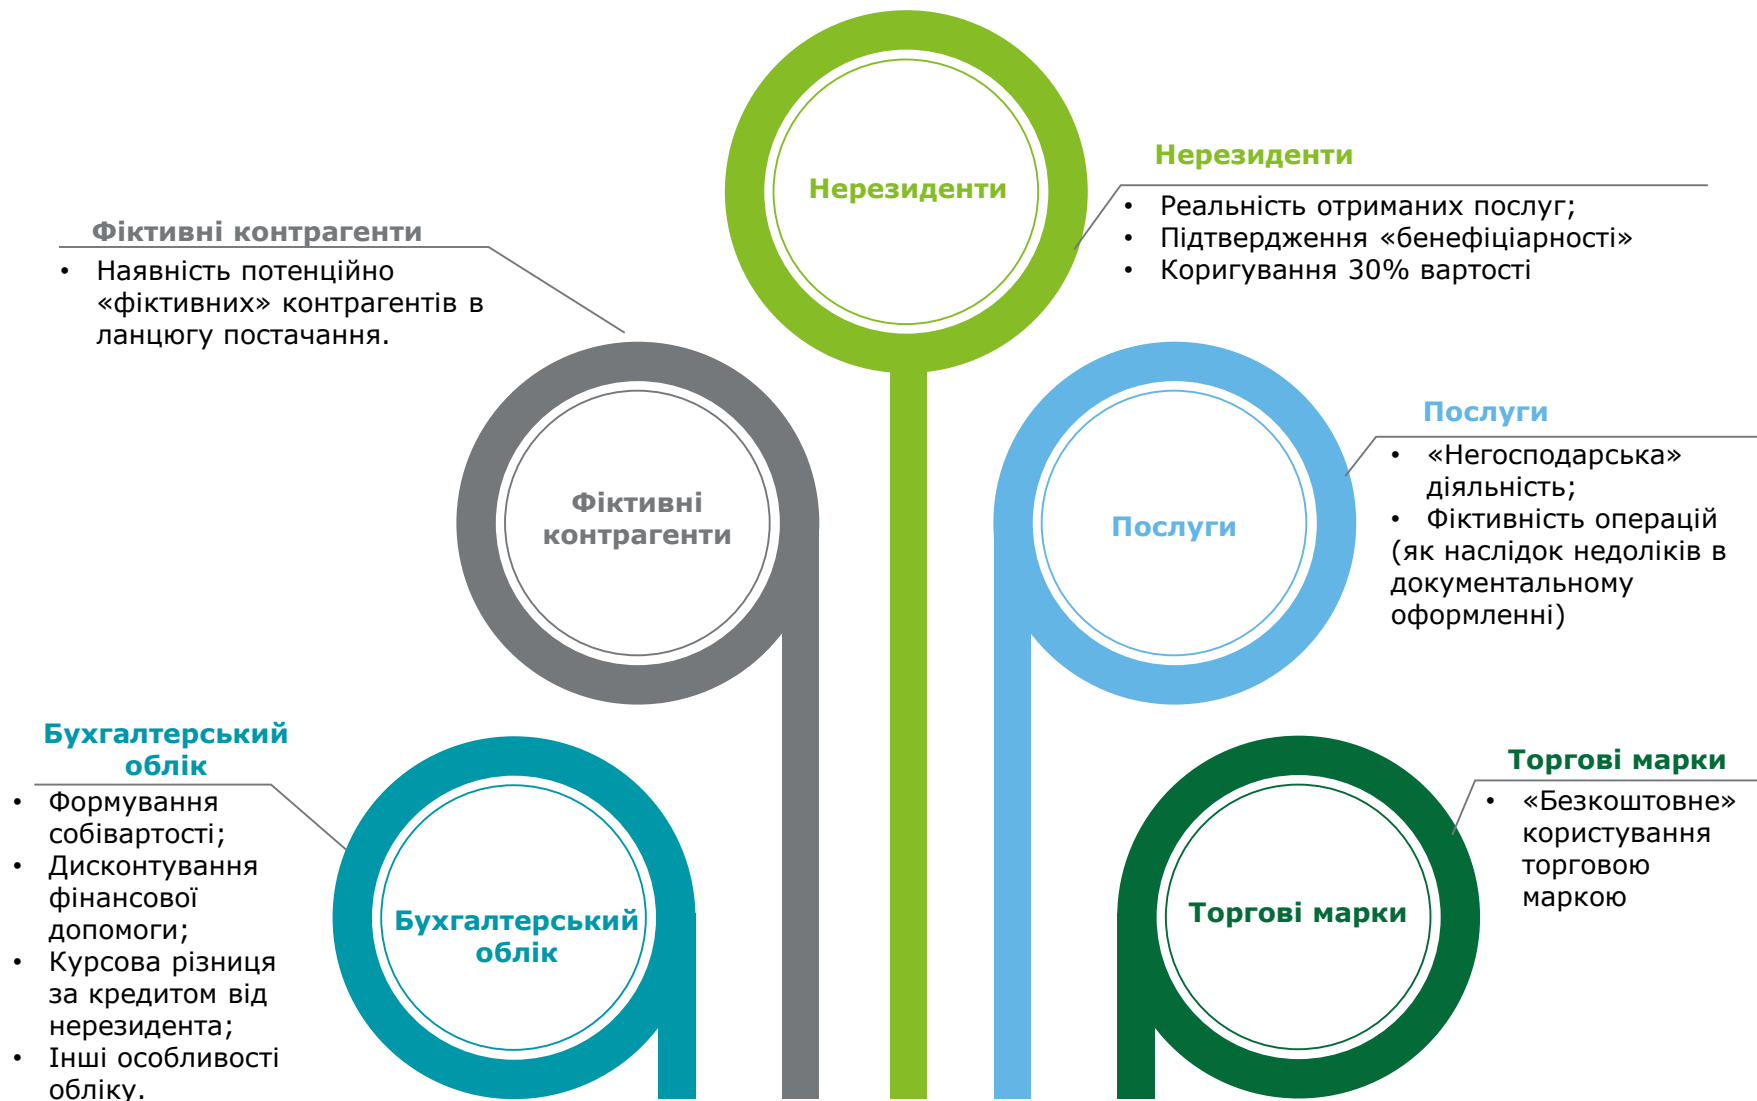 Нерезиденти
Нерезиденти
• Реальність отриманих послуг;
• Підтвердження «бенефіціарності»
• Коригування 30% вартості
Фіктивні контрагенти
• Наявність потенційно
«фіктивних» контрагентів в
ланцюгу постачання.
Фіктивні
контрагенти
Послуги
Послуги
• «Негосподарська»
діяльність;
• Фіктивність операцій
(як наслідок недоліків в
документальному
оформленні)
Бухгалтерський
облік
• Формування
собівартості;
• Дисконтування
фінансової
допомоги;
• Курсова різниця
за кредитом від
нерезидента;
• Інші особливості
обліку.
Бухгалтерський
облік
Торгові марки
Торгові марки
• «Безкоштовне»
користування
торговою
маркою